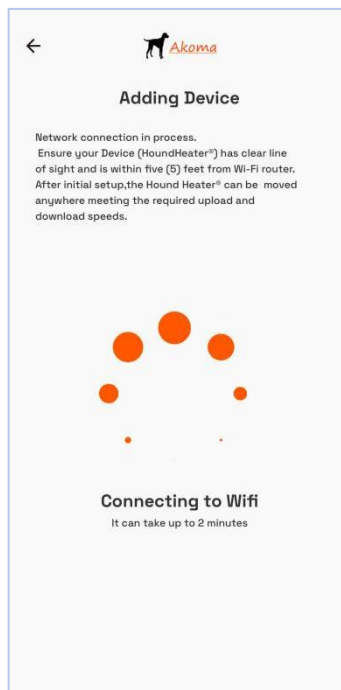 Akoma
Adding Device
Network connection in process.
Ensure your Device (HoundHeater®) has clear line
of sight and is within five (5) feet from Wi-Fi router.
After initial setup,the Hound Heater® can be moved
anywhere meeting the required upload and
download speeds.
Connecting to Wifi
It can take up to 2 minutes